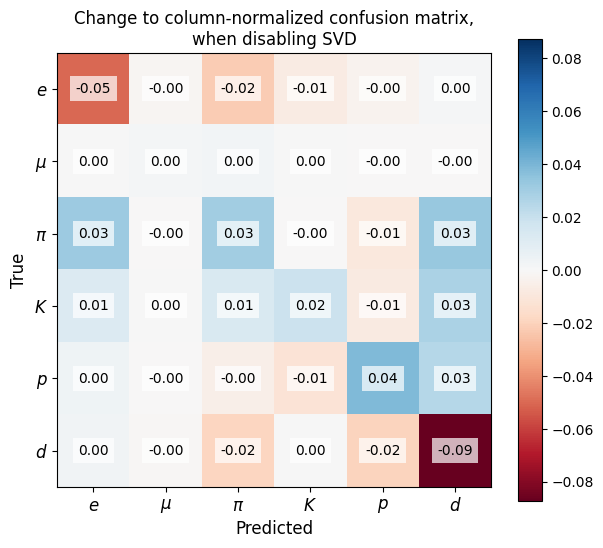 Change to column-normalized confusion matrix,
when disabling SVD
e -0.05 -0.00 -0.02 -0.01 -0.00 0.00
μ 0.00 0.00 0.00 0.00 -0.00 -0.00
π 0.03 -0.00 0.03 -0.00 -0.01 0.03
K 0.01 0.00 0.01 0.02 -0.01 0.03
p 0.00 -0.00 -0.00 -0.01 0.04 0.03
d 0.00 -0.00 -0.02 0.00 -0.02 -0.09
e μ π K p d
Predicted
True
0.08
0.06
0.04
0.02
0.00
−0.02
−0.04
−0.06
−0.08